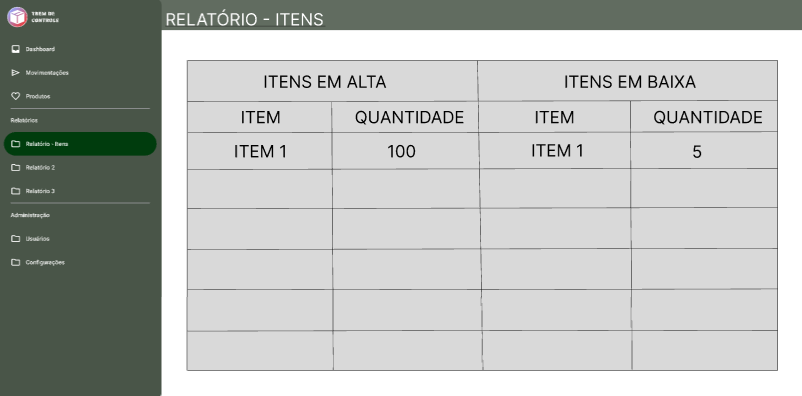 TREM DE
CONTROLE
RELATÓRIO - ITENS
Dashboard
Movimentações
Produtos
Relatórios
Relatório - Itens
Relatório 2
Relatório 3
Administração
Usuários
Configurações
ITENS EM ALTA ITENS EM BAIXA
ITEM QUANTIDADE ITEM QUANTIDADE
ITEM 1 100 ITEM 1 5